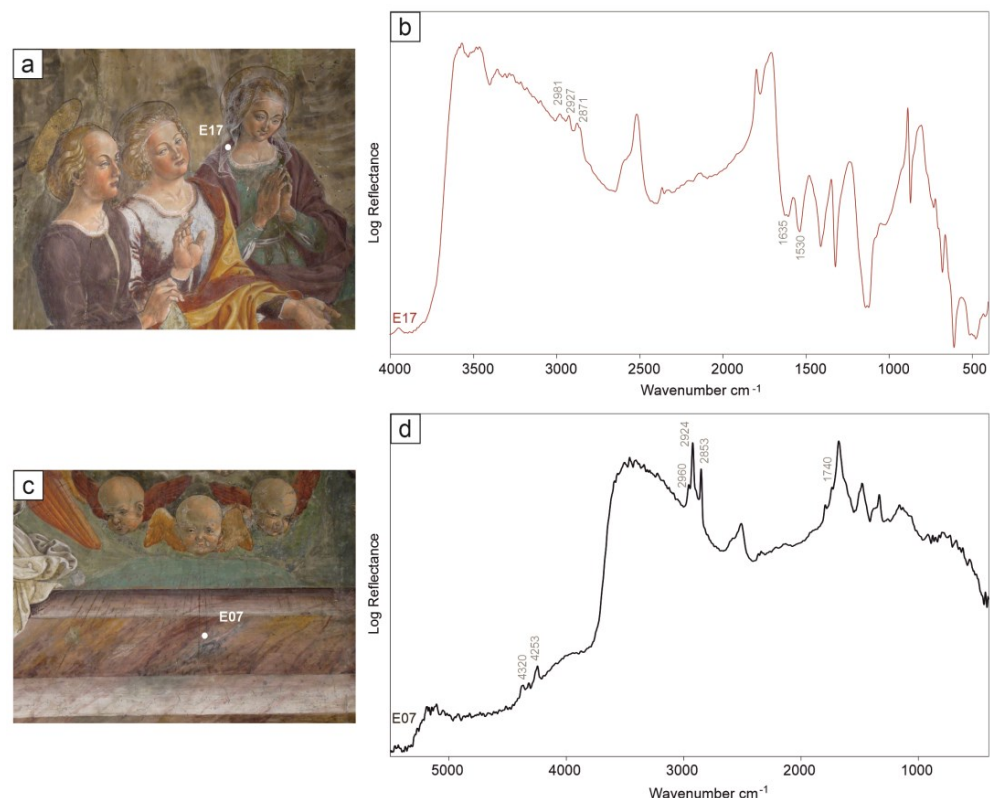 a
E17
b
Log Reflectance
2981
2927
2871
1635
1530
E17
4000 3500 3000 2500 2000 1500 1000 500
Wavenumber cm-1
c
E07
d
Log Reflectance
4320
4253
2960
2924
2853
1740
E07
5000 4000 3000 2000 1000
Wavenumber cm-1